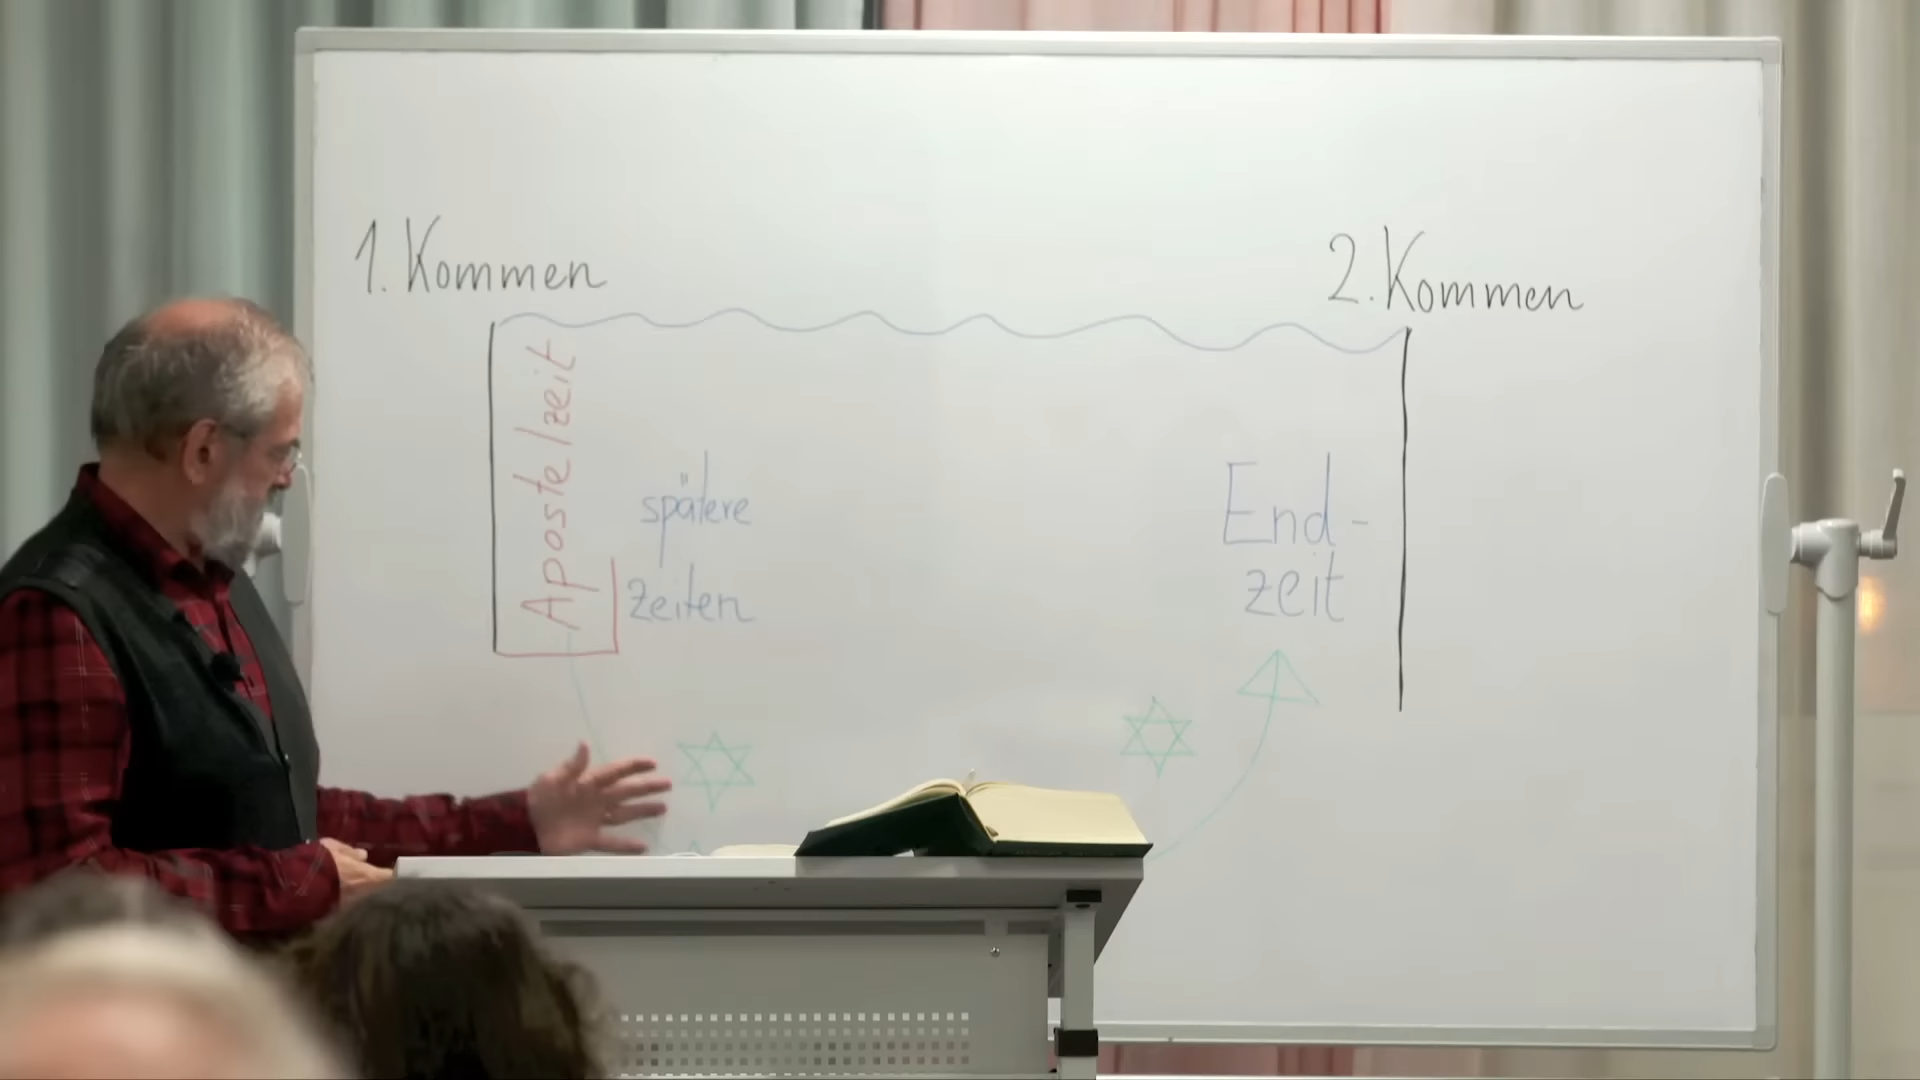 1. Kommen
2. Kommen
Apostelzeit
spätere
Zeiten
End-
zeit